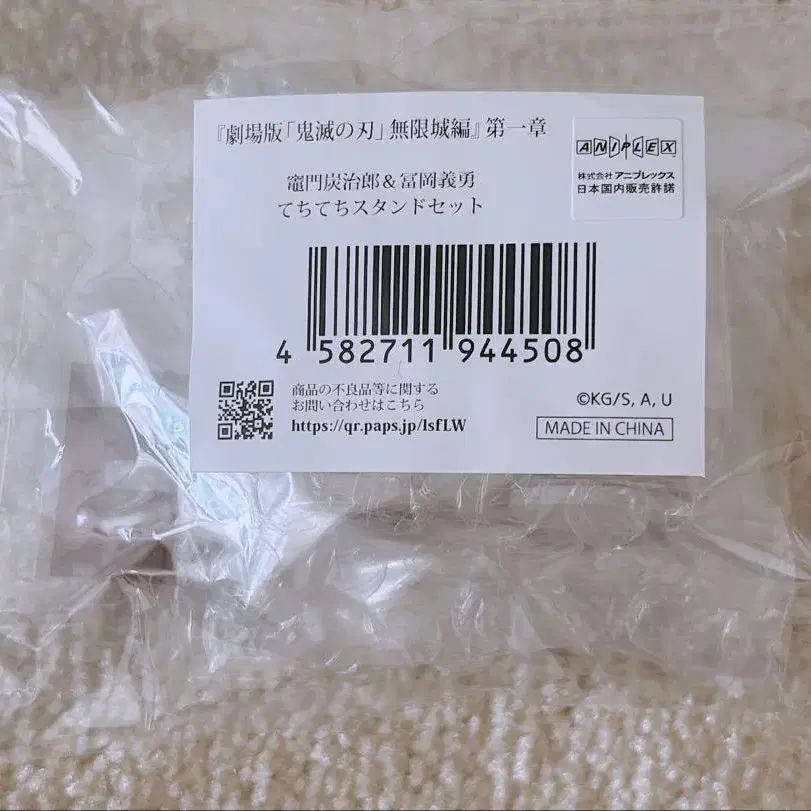 『劇場版「鬼滅の刃」無限城編』第一章
竈門炭治郎&冨岡義勇
てちてちスタンドセット
ANIPLEX
株式会社 アニプレックス
日本国内販売許諾
4 582711 944508
商品の不良品等に関する
お問い合わせはこちら
https://qr.paps.jp/lsfLW
©KG/S, A, U
MADE IN CHINA